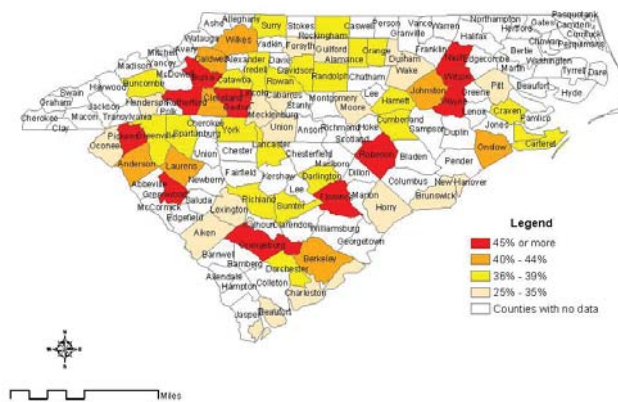 Alleghany
Ashe
Surry
Stokes
Caswell
Person
Vance
Warren
Northampton
Gates
Pasquotank
Camden
Currituck
Perquimans
Watauga
Wilkes
Yadkin
Forsyth
Rockingham
Guilford
Alamance
Orange
Durham
Franklin
Halifax
Hertford
Chowan
Bertie
Mitchell
Avery
Caldwell
Alexander
Davie
Iredell
Davidson
Randolph
Chatham
Wake
Nash
Edgecombe
Martin
Washington
Tyrrell
Dare
Madison
Yancey
McDowell
Burke
Catawba
Rowan
Wilson
Pitt
Beaufort
Hyde
Swain
Haywood
Buncombe
Rutherford
Lincoln
Cabarrus
Stanly
Montgomery
Moore
Lee
Harnett
Johnston
Wayne
Greene
Lenoir
Craven
Pamlico
Graham
Jackson
Henderson
Polk
Cleveland
Gaston
Mecklenburg
Cherokee
Clay
Macon
Transylvania
Union
Anson
Richmond
Hoke
Scotland
Cumberland
Sampson
Duplin
Jones
Carteret
Onslow
Pickens
Greenville
Spartanburg
Cherokee
York
Oconee
Lancaster
Chester
Union
Chesterfield
Marlboro
Robeson
Bladen
Pender
Anderson
Laurens
Newberry
Fairfield
Kershaw
Lee
Darlington
Dillon
Columbus
New Hanover
Brunswick
Abbeville
Greenwood
McCormick
Saluda
Edgefield
Lexington
Richland
Sumter
Florence
Marion
Horry
Aiken
Calhoun
Clarendon
Williamsburg
Georgetown
Orangeburg
Barnwell
Bamberg
Berkeley
Allendale
Dorchester
Hampton
Colleton
Charleston
Jasper
Beaufort
Legend
45% or more
40% - 44%
36% - 39%
25% - 35%
Counties with no data
N
W
E
S
Miles